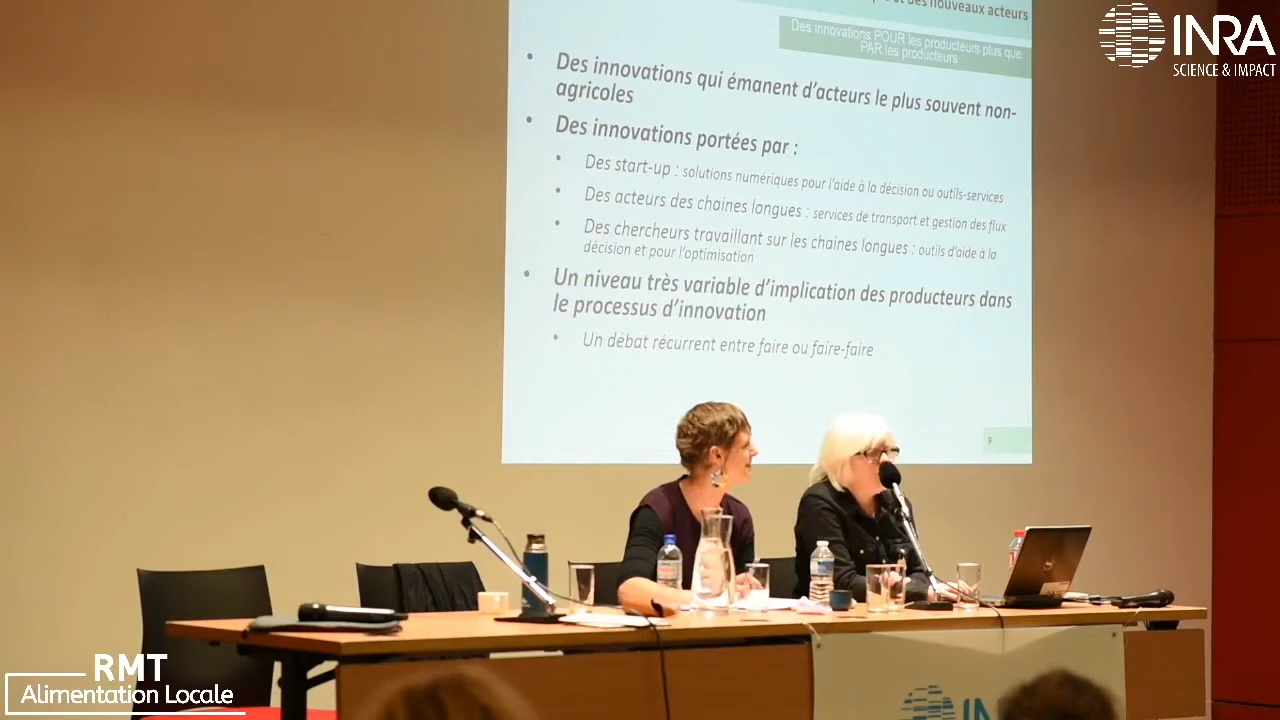 et des nouveaux acteurs
Des innovations POUR les producteurs plus que
PAR les producteurs
INRA
SCIENCE & IMPACT
• Des innovations qui émanent d'acteurs le plus souvent non-
agricoles
• Des innovations portées par :
• Des start-up : solutions numériques pour l'aide à la décision ou outils-services
• Des acteurs des chaines longues : services de transport et gestion des flux
• Des chercheurs travaillant sur les chaines longues : outils d'aide à la
décision et pour l'optimisation
• Un niveau très variable d'implication des producteurs dans
le processus d'innovation
• Un débat récurrent entre faire ou faire-faire
9
RMT
Alimentation Locale